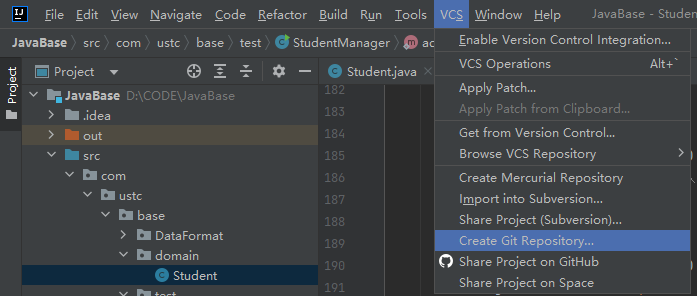 IJ File Edit View Navigate Code Refactor Build Run Tools VCS Window Help JavaBase - Studen
JavaBase src com ustc base test StudentManager
Project
Project
Student.java
JavaBase D:\CODE\JavaBase
.idea
out
src
com
ustc
base
DataFormat
domain
Student
test
182
183
184
185
186
187
188
189
190
191
Enable Version Control Integration...
VCS Operations Alt+`
Apply Patch...
Apply Patch from Clipboard...
Get from Version Control...
Browse VCS Repository
Create Mercurial Repository
Import into Subversion...
Share Project (Subversion)...
Create Git Repository...
Share Project on GitHub
Share Project on Space